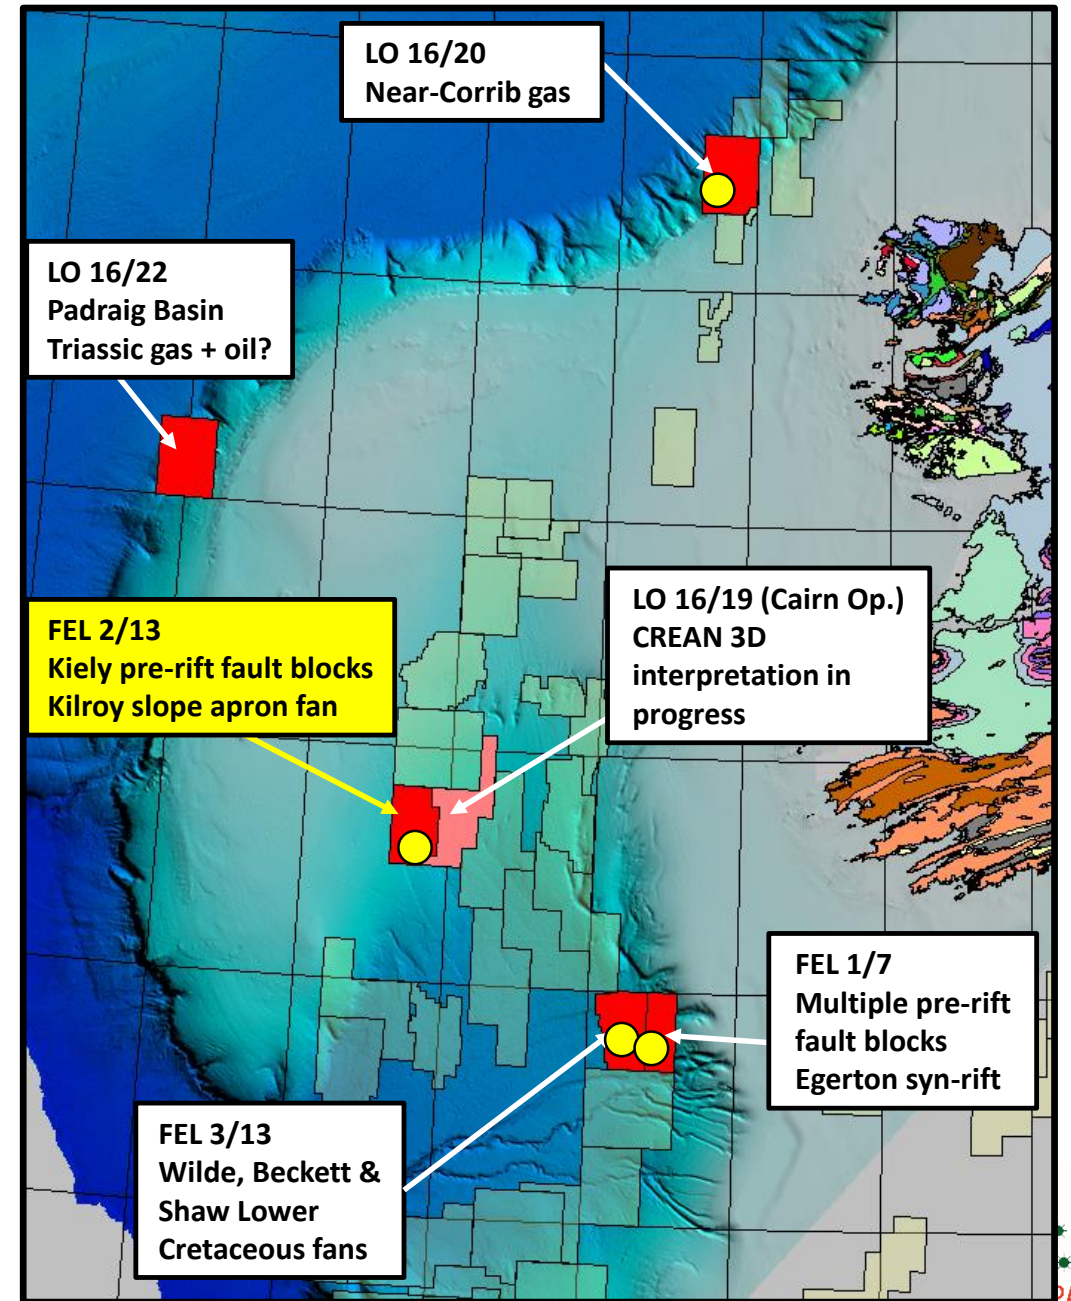 LO 16/20
Near-Corrib gas
LO 16/22
Padraig Basin
Triassic gas + oil?
FEL 2/13
Kiely pre-rift fault blocks
Kilroy slope apron fan
LO 16/19 (Cairn Op.)
CREAN 3D
interpretation in
progress
FEL 1/7
Multiple pre-rift
fault blocks
Egerton syn-rift
FEL 3/13
Wilde, Beckett &
Shaw Lower
Cretaceous fans